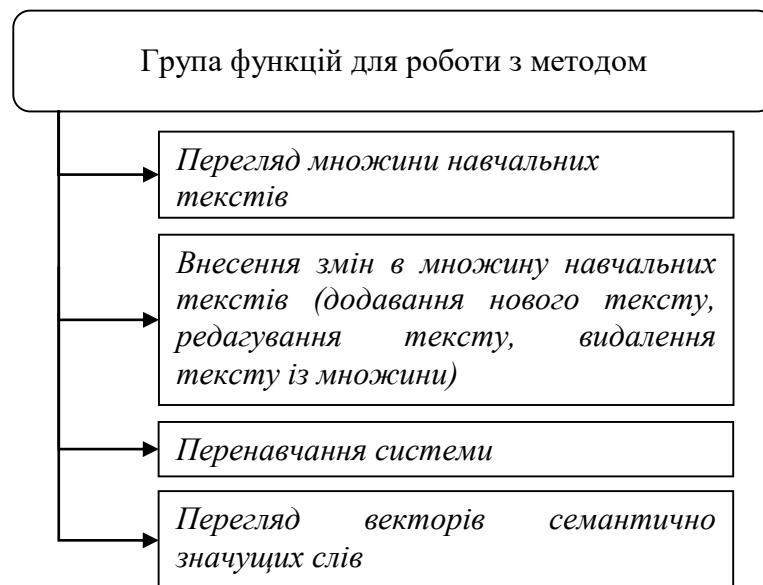 Група функцій для роботи з методом
Перегляд множини навчальних
текстів
Внесення змін в множину навчальних
текстів (додавання нового тексту,
редагування тексту, видалення
тексту із множини)
Перенавчання системи
Перегляд векторів семантично
значущих слів